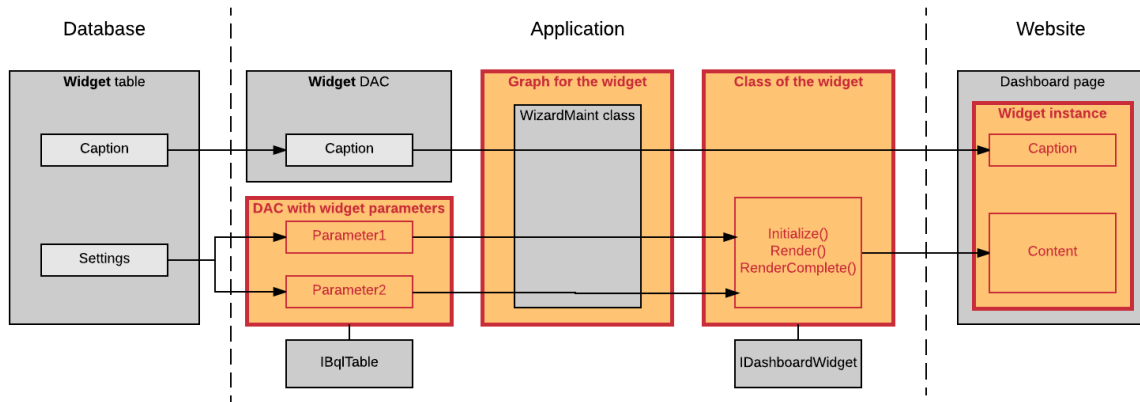 Database
Application
Website
Widget table
Caption
Settings
Widget DAC
Caption
DAC with widget parameters
Parameter1
Parameter2
IBqlTable
Graph for the widget
WizardMaint class
Class of the widget
Initialize()
Render()
RenderComplete()
IDashboardWidget
Dashboard page
Widget instance
Caption
Content